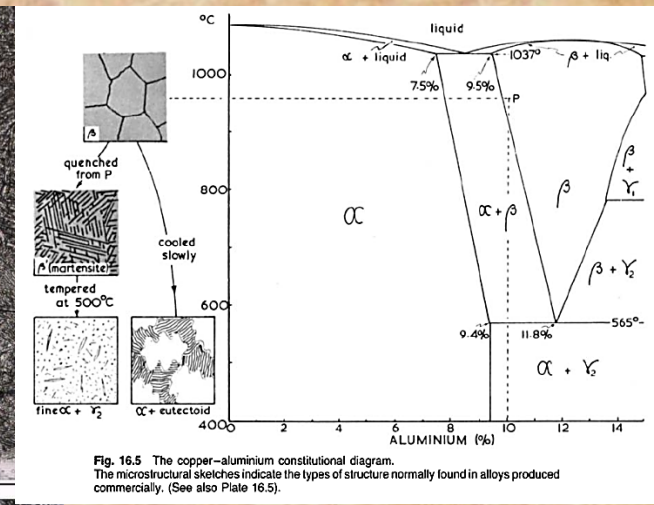 °C
liquid
α + liquid
1037°
β + liq.
1000
7.5%
9.5%
P
β
quenched
from P
β
+
γ₁
800
α
α+β
β
β'(martensite)
cooled
slowly
β + γ₂
tempered
at 500°C
600
565°
9.4%
11.8%
α + γ₂
fine α + γ₂
α + eutectoid
400
0
2
4
6
8
10
12
14
ALUMINIUM (%)
Fig. 16.5 The copper–aluminium constitutional diagram.
The microstructural sketches indicate the types of structure normally found in alloys produced
commercially. (See also Plate 16.5).